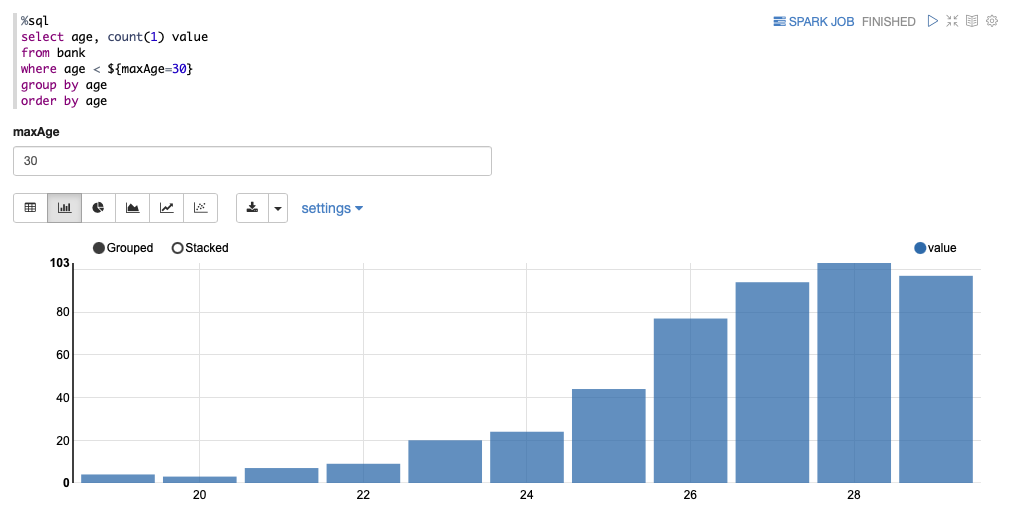 %sql
select age, count(1) value
from bank
where age < ${maxAge=30}
group by age
order by age
SPARK JOB FINISHED
maxAge
30
settings
Grouped Stacked
value
103
80
60
40
20
0
20 22 24 26 28